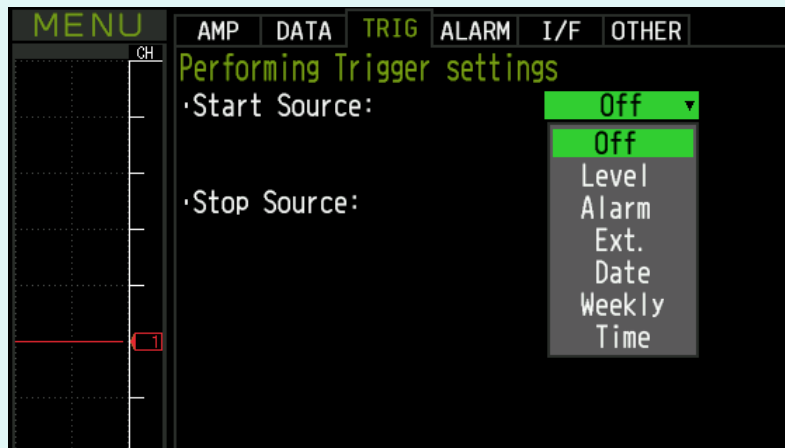 MENU
AMP DATA TRIG ALARM I/F OTHER
CH
Performing Trigger settings
·Start Source: Off
Off
Level
Alarm
·Stop Source:
Ext.
Date
Weekly
Time
1